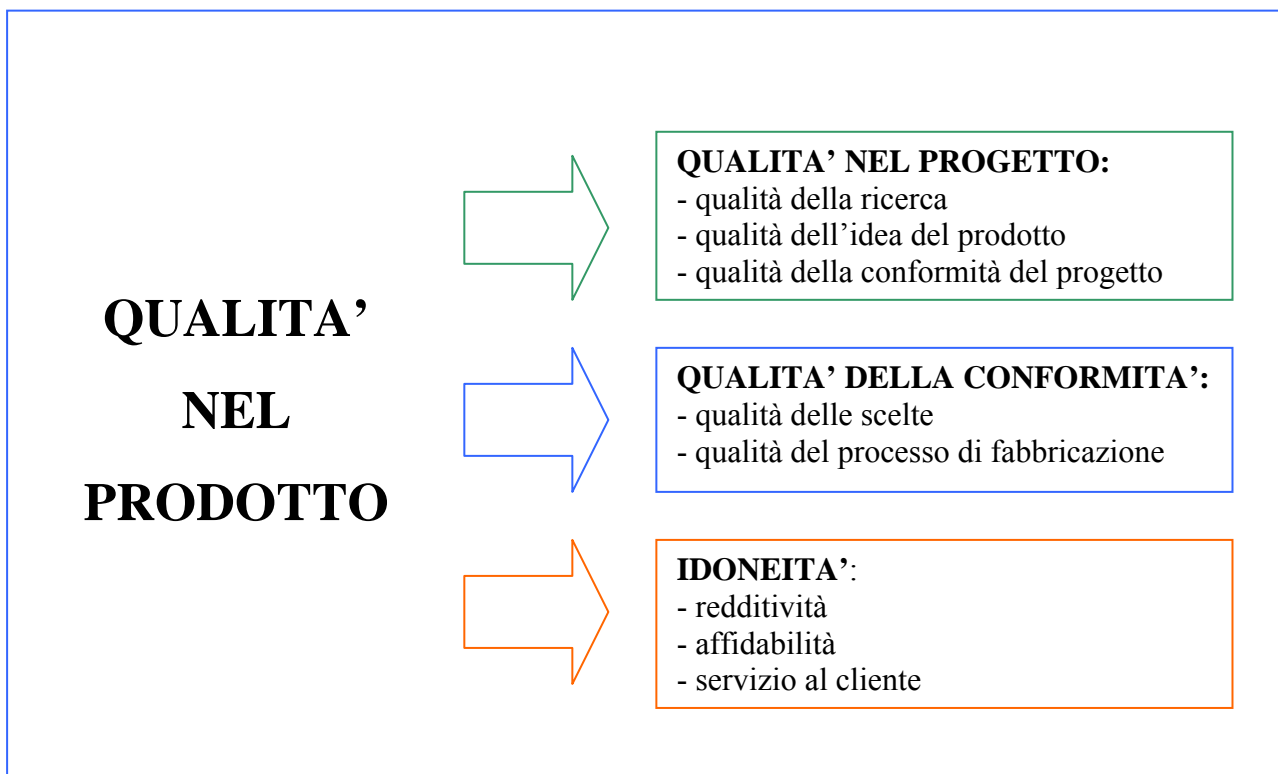 QUALITA’
NEL
PRODOTTO
QUALITA’ NEL PROGETTO:
- qualità della ricerca
- qualità dell’idea del prodotto
- qualità della conformità del progetto
QUALITA’ DELLA CONFORMITA’:
- qualità delle scelte
- qualità del processo di fabbricazione
IDONEITA’:
- redditività
- affidabilità
- servizio al cliente